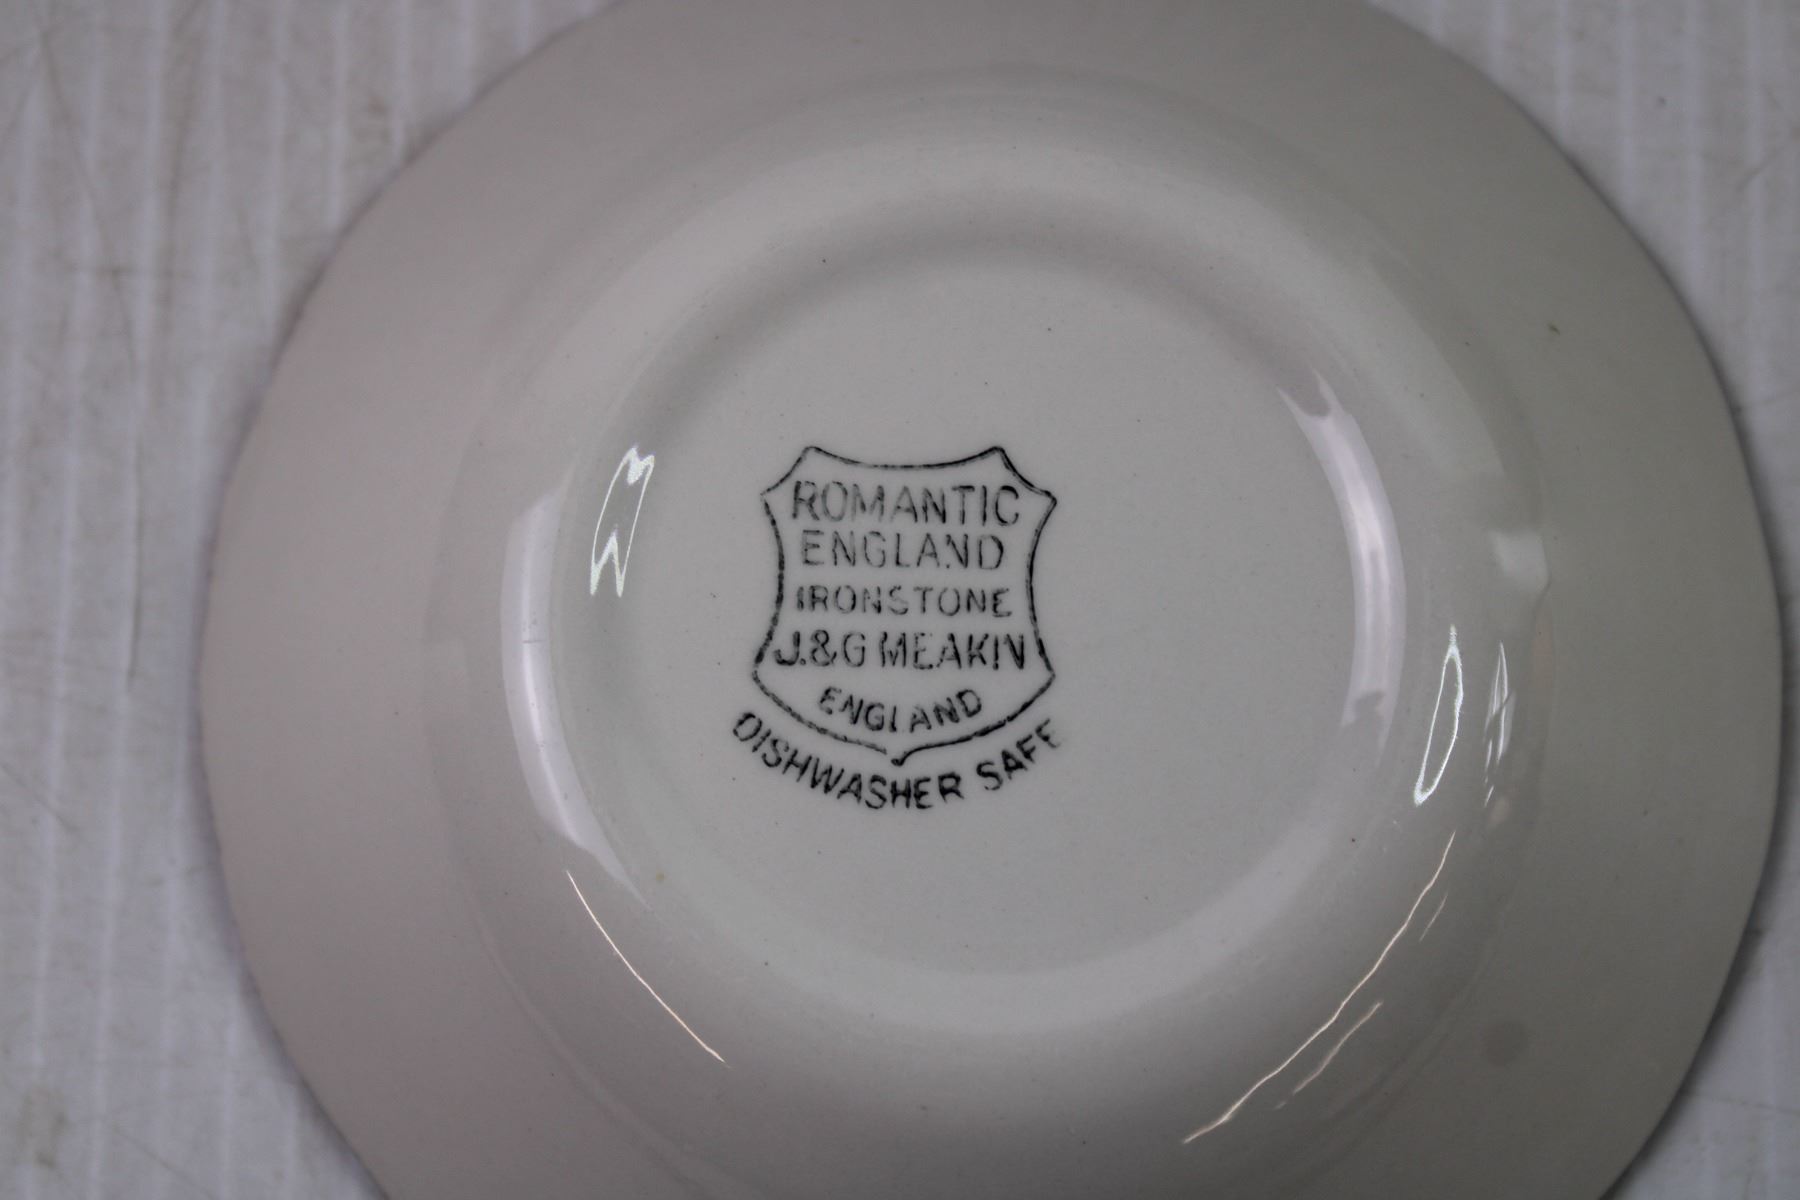 ROMANTIC
ENGLAND
IRONSTONE
J.&G MEAKIN
ENGLAND
DISHWASHER SAFE